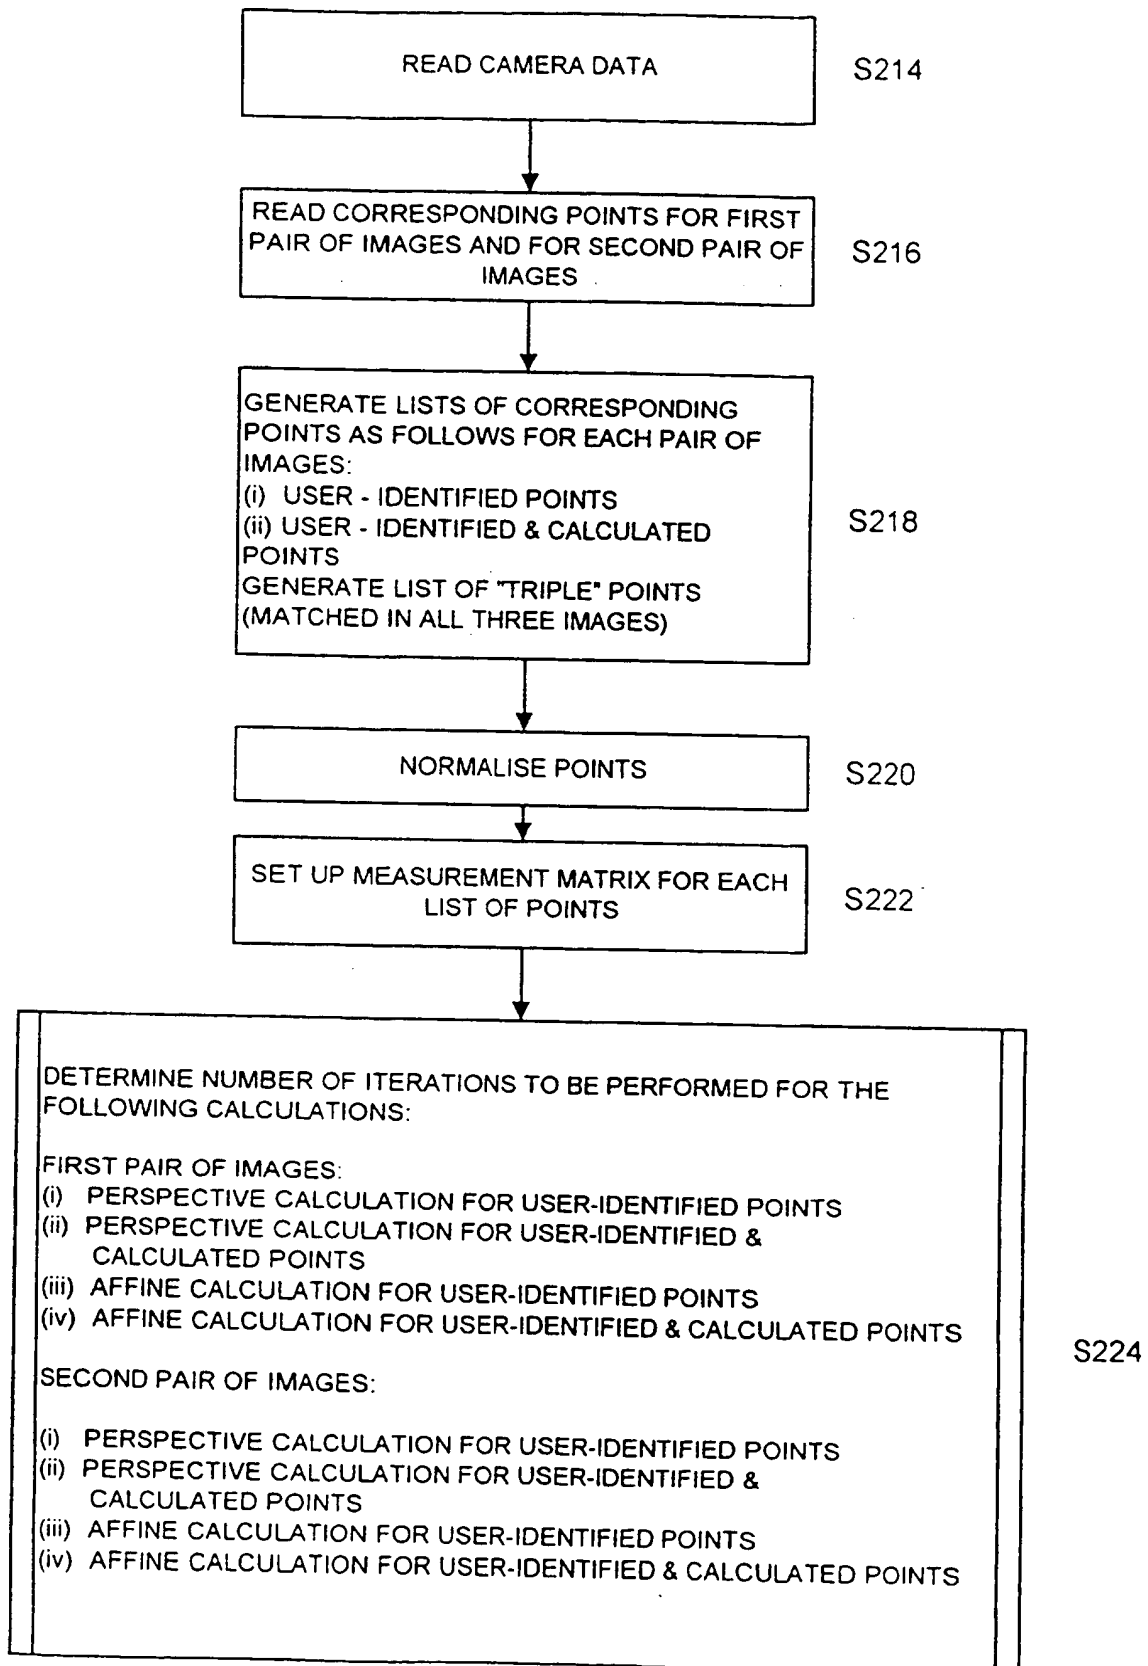 READ CAMERA DATA
S214
READ CORRESPONDING POINTS FOR FIRST
PAIR OF IMAGES AND FOR SECOND PAIR OF
IMAGES
S216
GENERATE LISTS OF CORRESPONDING
POINTS AS FOLLOWS FOR EACH PAIR OF
IMAGES:
(i) USER - IDENTIFIED POINTS
(ii) USER - IDENTIFIED & CALCULATED
POINTS
GENERATE LIST OF "TRIPLE" POINTS
(MATCHED IN ALL THREE IMAGES)
S218
NORMALISE POINTS
S220
SET UP MEASUREMENT MATRIX FOR EACH
LIST OF POINTS
S222
DETERMINE NUMBER OF ITERATIONS TO BE PERFORMED FOR THE
FOLLOWING CALCULATIONS:
FIRST PAIR OF IMAGES:
(i) PERSPECTIVE CALCULATION FOR USER-IDENTIFIED POINTS
(ii) PERSPECTIVE CALCULATION FOR USER-IDENTIFIED &
CALCULATED POINTS
(iii) AFFINE CALCULATION FOR USER-IDENTIFIED POINTS
(iv) AFFINE CALCULATION FOR USER-IDENTIFIED & CALCULATED POINTS
SECOND PAIR OF IMAGES:
(i) PERSPECTIVE CALCULATION FOR USER-IDENTIFIED POINTS
(ii) PERSPECTIVE CALCULATION FOR USER-IDENTIFIED &
CALCULATED POINTS
(iii) AFFINE CALCULATION FOR USER-IDENTIFIED POINTS
(iv) AFFINE CALCULATION FOR USER-IDENTIFIED & CALCULATED POINTS
S224